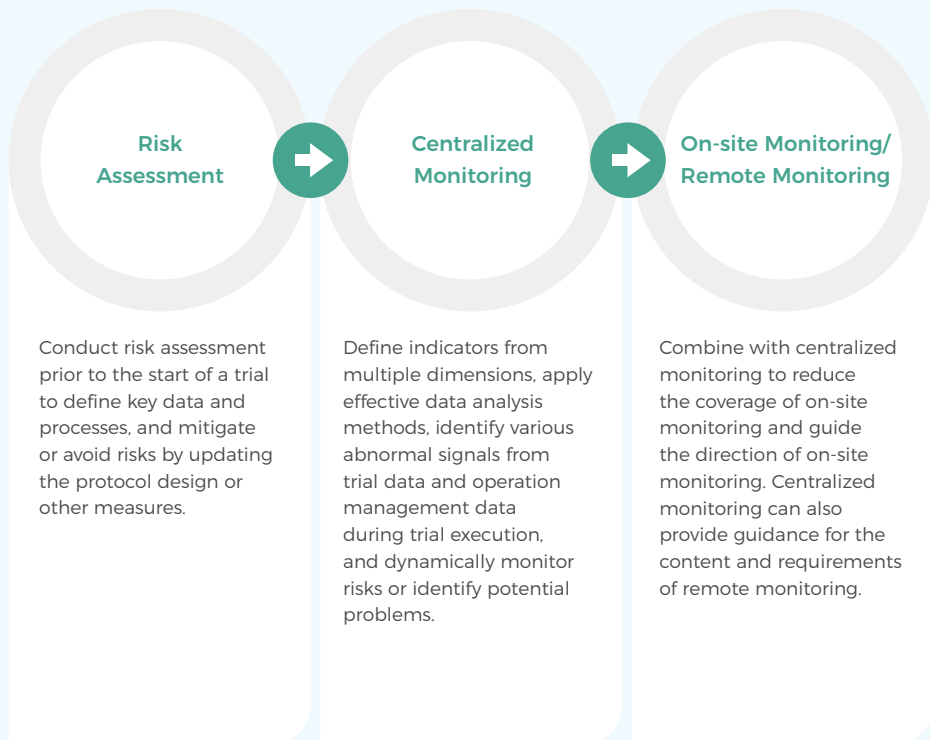 Risk
Assessment
Centralized
Monitoring
On-site Monitoring/
Remote Monitoring
Conduct risk assessment
prior to the start of a trial
to define key data and
processes, and mitigate
or avoid risks by updating
the protocol design or
other measures.
Define indicators from
multiple dimensions, apply
effective data analysis
methods, identify various
abnormal signals from
trial data and operation
management data
during trial execution,
and dynamically monitor
risks or identify potential
problems.
Combine with centralized
monitoring to reduce
the coverage of on-site
monitoring and guide
the direction of on-site
monitoring. Centralized
monitoring can also
provide guidance for the
content and requirements
of remote monitoring.